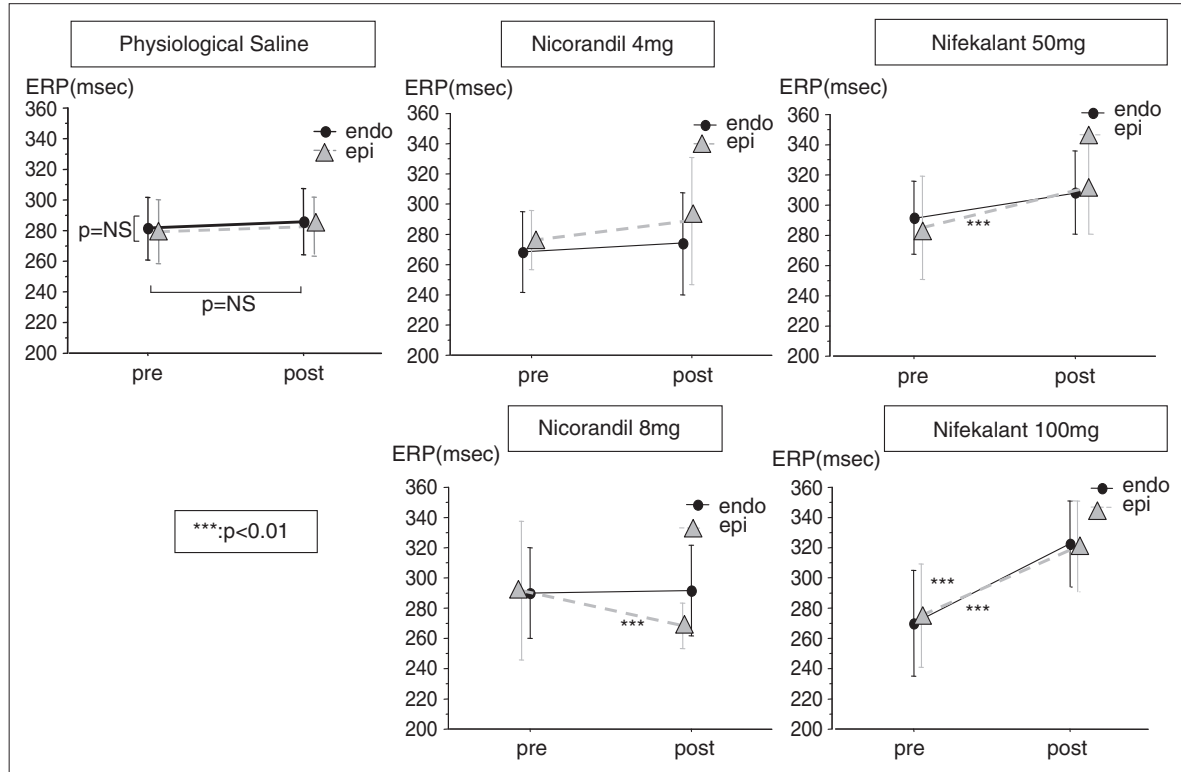 Physiological Saline
ERP(msec)
360
340
320
300
280
260
240
220
200
endo
epi
p=NS
p=NS
pre
post
Nicorandil 4mg
ERP(msec)
360
340
320
300
280
260
240
220
200
endo
epi
pre
post
Nifekalant 50mg
ERP(msec)
360
340
320
300
280
260
240
220
200
endo
epi
***
pre
post
***:p<0.01
Nicorandil 8mg
ERP(msec)
360
340
320
300
280
260
240
220
200
endo
epi
***
pre
post
Nifekalant 100mg
ERP(msec)
360
340
320
300
280
260
240
220
200
endo
epi
***
***
pre
post